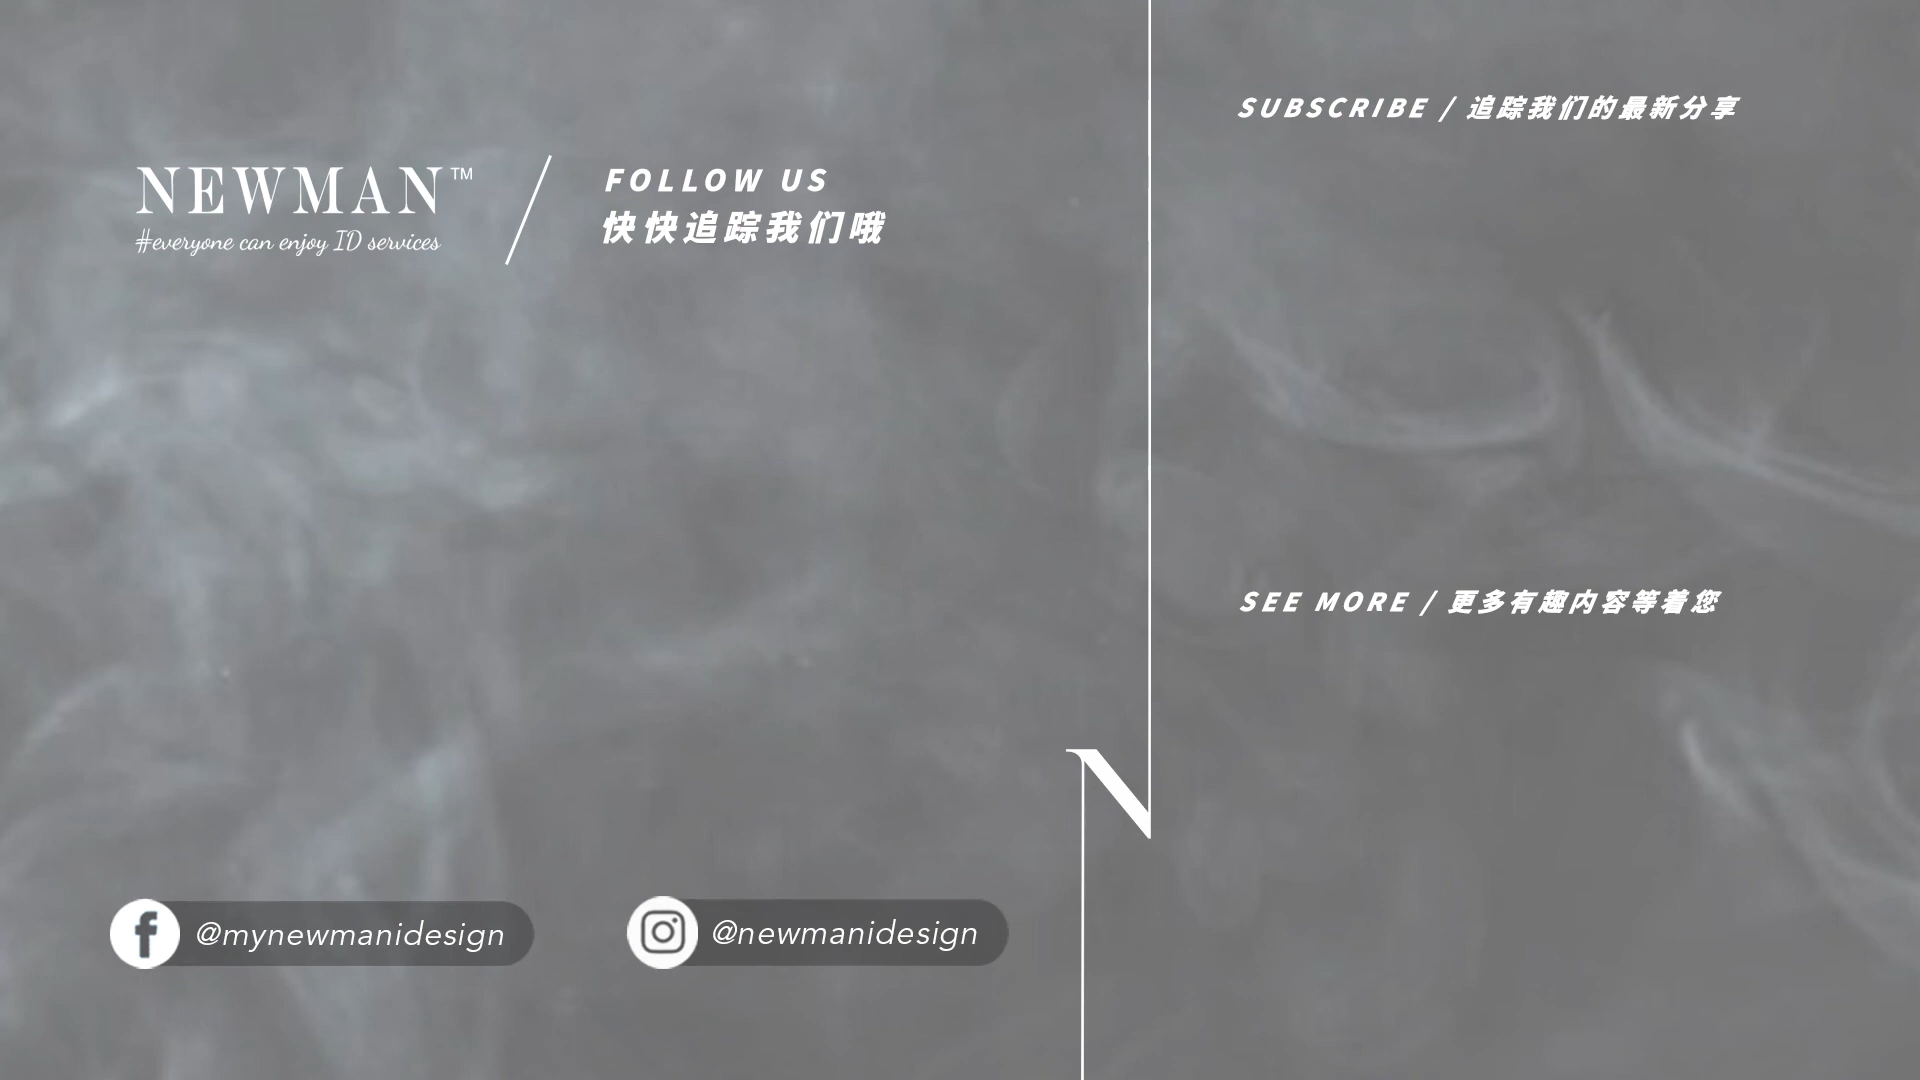 NEWMAN™
#everyone can enjoy ID services
FOLLOW US
快快追踪我们哦
@mynewmanidesign
@newmanidesign
N
SUBSCRIBE / 追踪我们的最新分享
SEE MORE / 更多有趣内容等着您